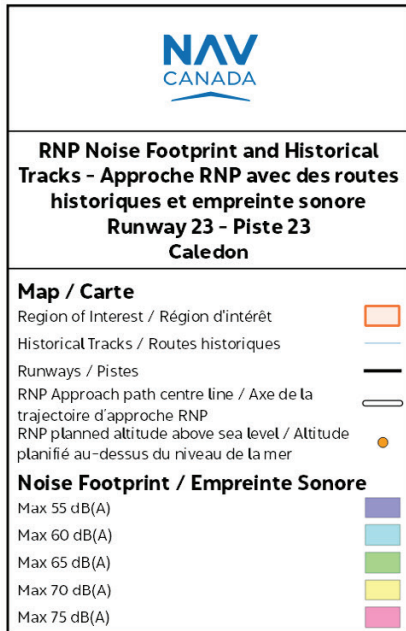 NAV
CANADA
RNP Noise Footprint and Historical
Tracks - Approche RNP avec des routes
historiques et empreinte sonore
Runway 23 - Piste 23
Caledon
Map / Carte
Region of Interest / Région d'intérêt
Historical Tracks / Routes historiques
Runways / Pistes
RNP Approach path centre line / Axe de la
trajectoire d'approche RNP
RNP planned altitude above sea level / Altitude
planifié au-dessus du niveau de la mer
Noise Footprint / Empreinte Sonore
Max 55 dB(A)
Max 60 dB(A)
Max 65 dB(A)
Max 70 dB(A)
Max 75 dB(A)